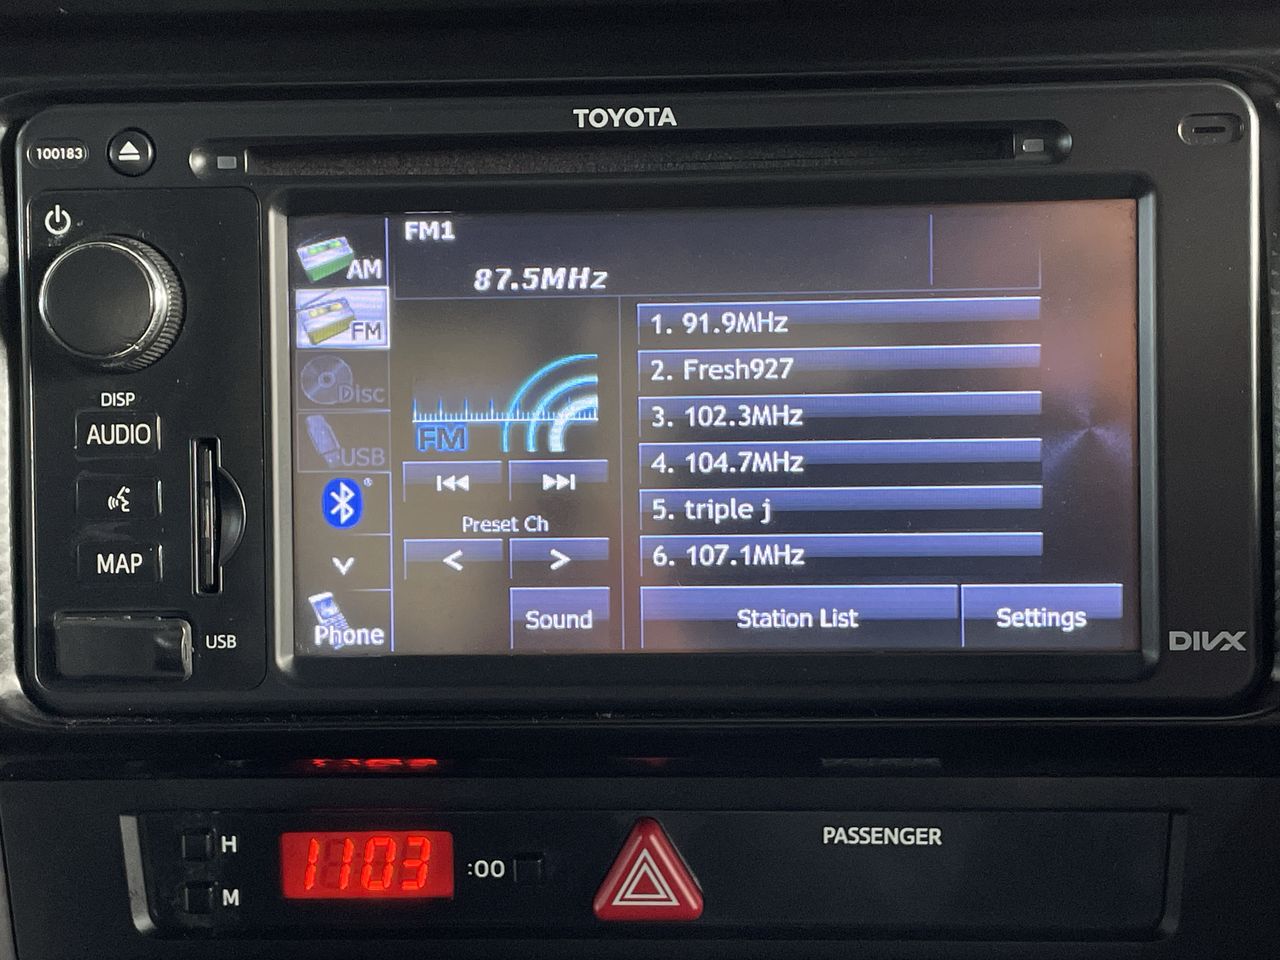 TOYOTA
100183
FM1
87.5MHz
AM
FM
Disc
USB
Phone
FM
Preset Ch
<
>
Sound
1. 91.9MHz
2. Fresh927
3. 102.3MHz
4. 104.7MHz
5. triple j
6. 107.1MHz
Station List
Settings
DISP
AUDIO
MAP
USB
DIVX
H
M
1103
:00
PASSENGER